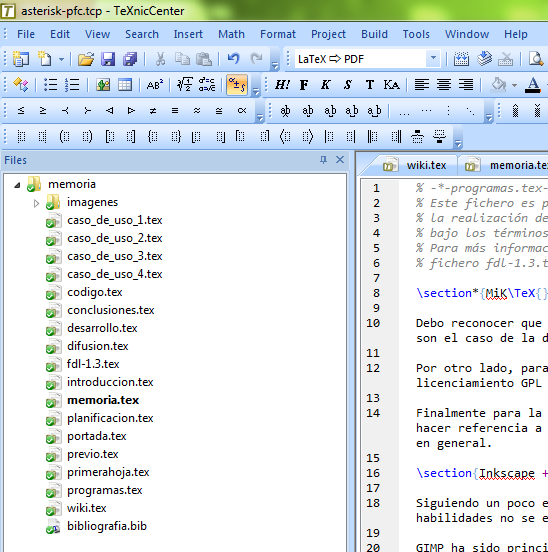 asterisk-pfc.tcp - TeXnicCenter
File Edit View Search Insert Math Format Project Build Tools Window Help
LaTeX ⇨ PDF
AB²
H! F K S T KA
≤ ≥ ≺ ≻ ⊲ ⊳ ≠ ≡ ≈ ≅ ∝
Files
memoria
imagenes
caso_de_uso_1.tex
caso_de_uso_2.tex
caso_de_uso_3.tex
caso_de_uso_4.tex
codigo.tex
conclusiones.tex
desarrollo.tex
difusion.tex
fdl-1.3.tex
introduccion.tex
memoria.tex
planificacion.tex
portada.tex
previo.tex
primerahoja.tex
programas.tex
wiki.tex
bibliografia.bib
wiki.tex memoria.te
1 % -*-programas.tex-
2 % Este fichero es p
3 % la realización de
4 % bajo los términos
5 % Para más informac
6 % fichero fdl-1.3.t
7
8 \section*{MiK\TeX{}
9
10 Debo reconocer que
son el caso de la d
11
12 Por otro lado, para
licenciamiento GPL
13
14 Finalmente para la
hacer referencia a
en general.
15
16 \section{Inkscape +
17
18 Siguiendo un poco e
habilidades no se e
19
20 GIMP ha sido princi